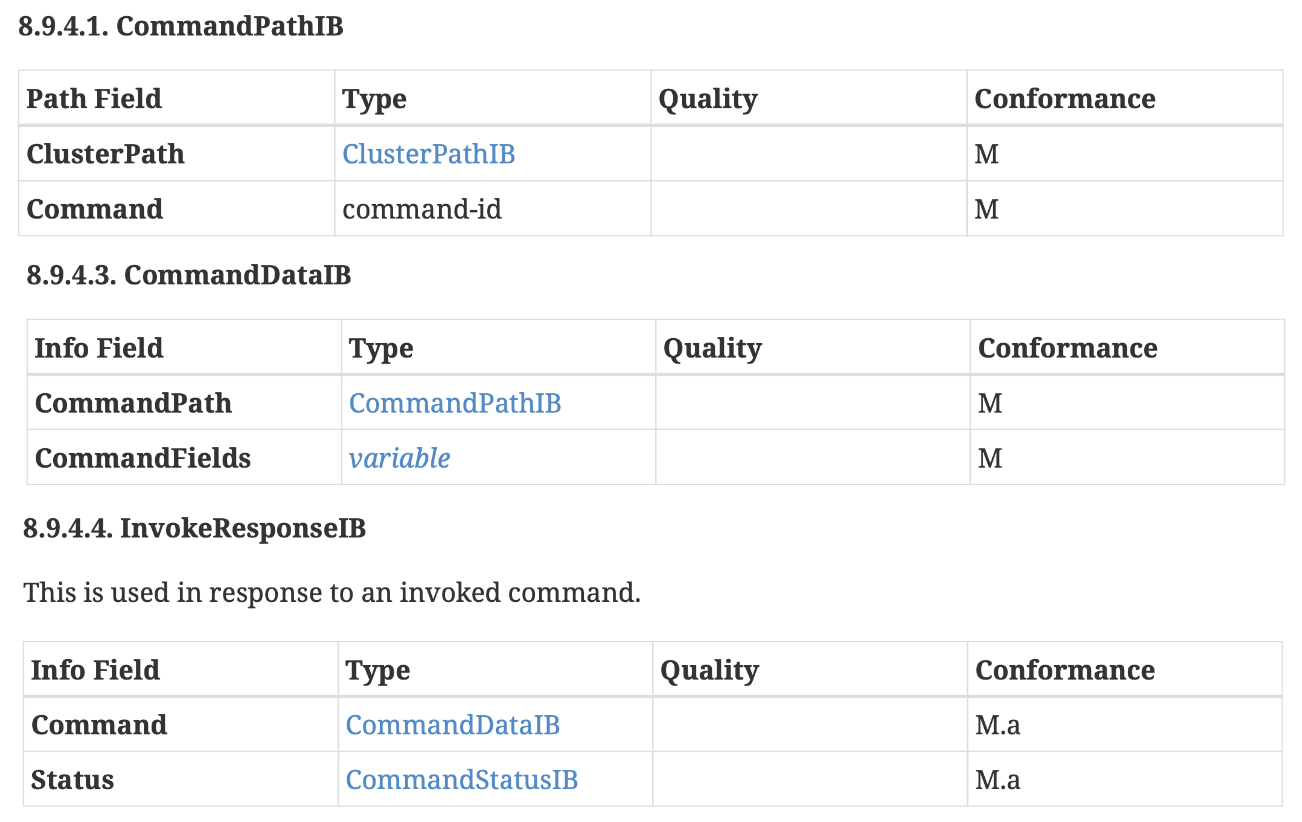 8.9.4.1. CommandPathIB
Path Field Type Quality Conformance
ClusterPath ClusterPathIB M
Command command-id M
8.9.4.3. CommandDataIB
Info Field Type Quality Conformance
CommandPath CommandPathIB M
CommandFields variable M
8.9.4.4. InvokeResponseIB
This is used in response to an invoked command.
Info Field Type Quality Conformance
Command CommandDataIB M.a
Status CommandStatusIB M.a